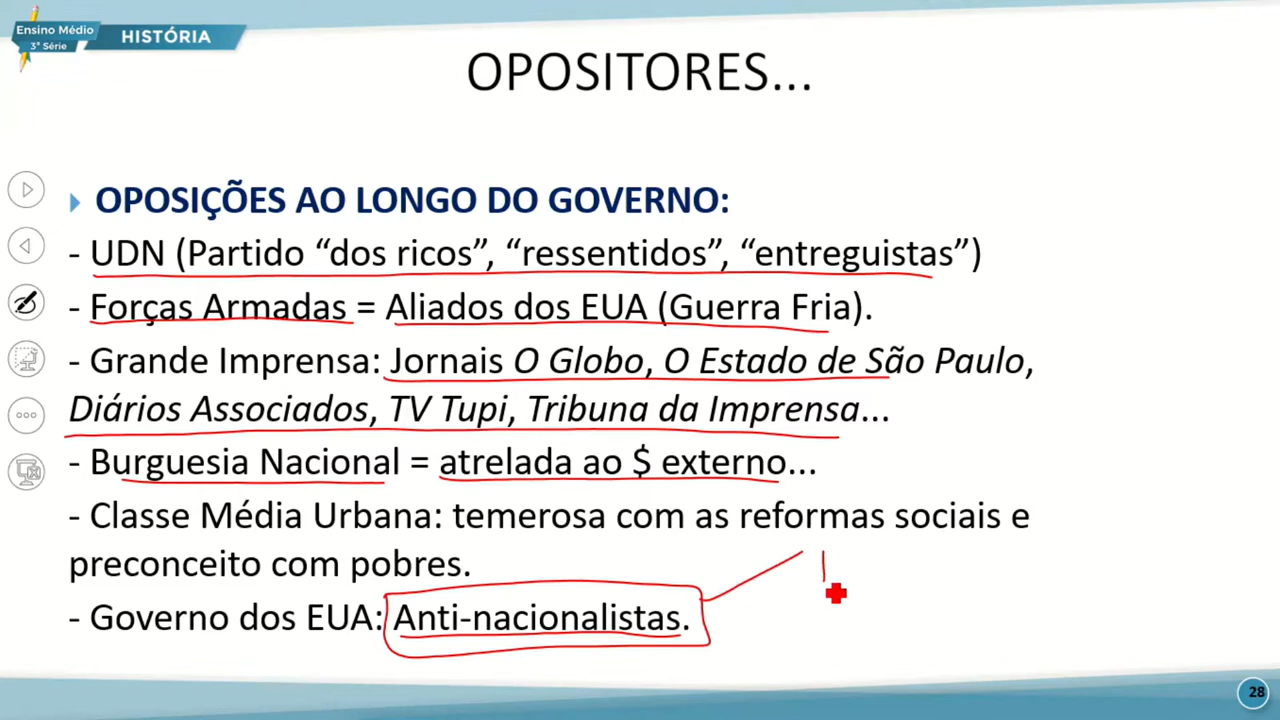 Ensino Médio
3ª Série
HISTÓRIA
OPOSITORES...
OPOSIÇÕES AO LONGO DO GOVERNO:
- UDN (Partido “dos ricos”, “ressentidos”, “entreguistas”)
- Forças Armadas = Aliados dos EUA (Guerra Fria).
- Grande Imprensa: Jornais O Globo, O Estado de São Paulo,
Diários Associados, TV Tupi, Tribuna da Imprensa...
- Burguesia Nacional = atrelada ao $ externo...
- Classe Média Urbana: temerosa com as reformas sociais e
preconceito com pobres.
- Governo dos EUA: Anti-nacionalistas.
28